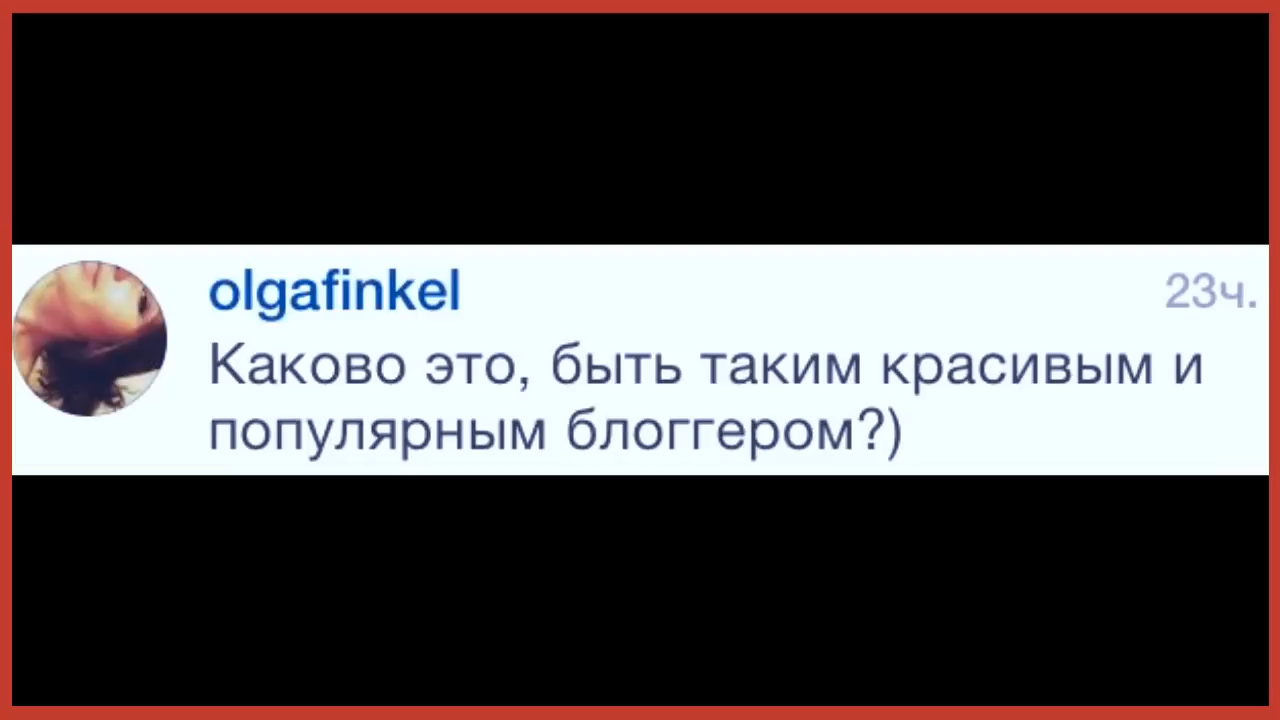 olgafinkel
23ч.
Каково это, быть таким красивым и
популярным блоггером?)